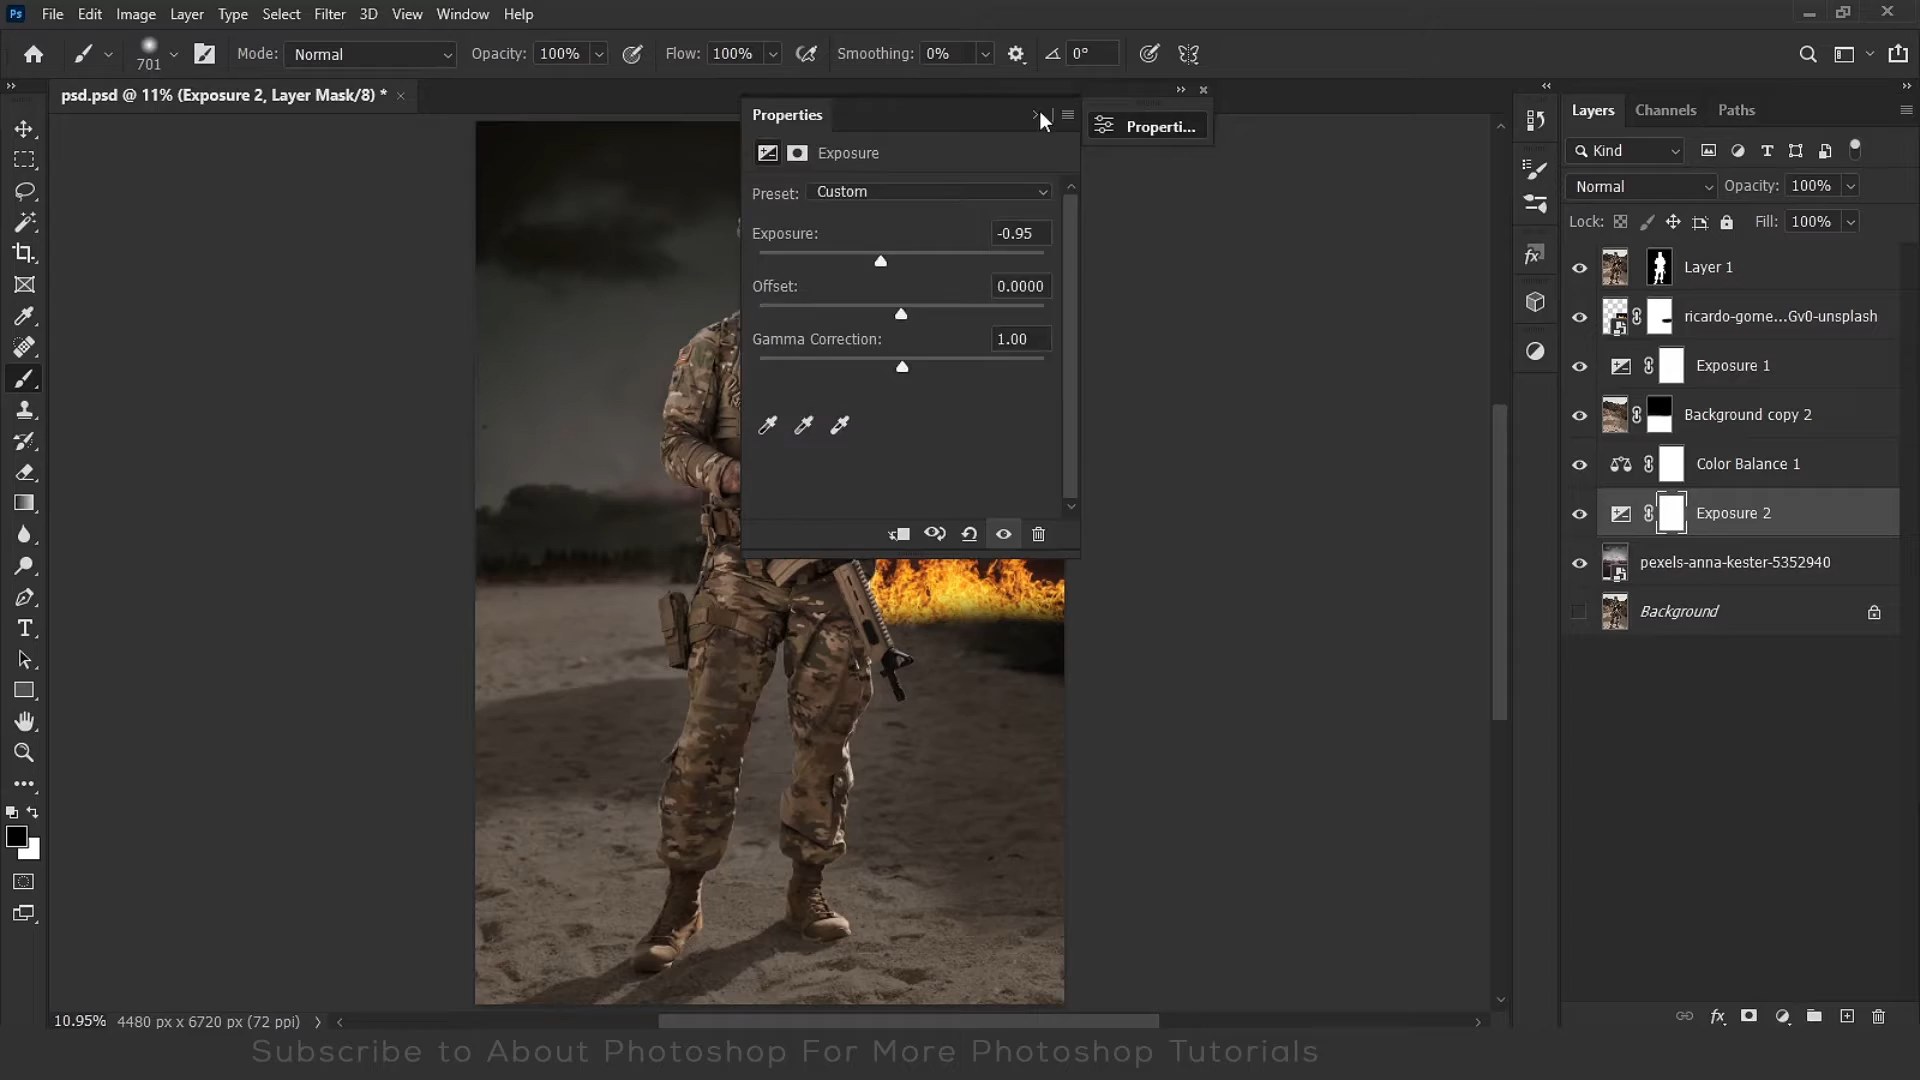 Ps File Edit Image Layer Type Select Filter 3D View Window Help
701 Mode: Normal Opacity: 100% Flow: 100% Smoothing: 0% 0°
psd.psd @ 11% (Exposure 2, Layer Mask/8) *
Properties
Properti...
Exposure
Preset: Custom
Exposure: -0.95
Offset: 0.0000
Gamma Correction: 1.00
Layers Channels Paths
Kind
Normal Opacity: 100%
Lock: Fill: 100%
Layer 1
ricardo-gome...Gv0-unsplash
Exposure 1
Background copy 2
Color Balance 1
Exposure 2
pexels-anna-kester-5352940
Background
10.95% 4480 px x 6720 px (72 ppi)
Subscribe to About Photoshop For More Photoshop Tutorials